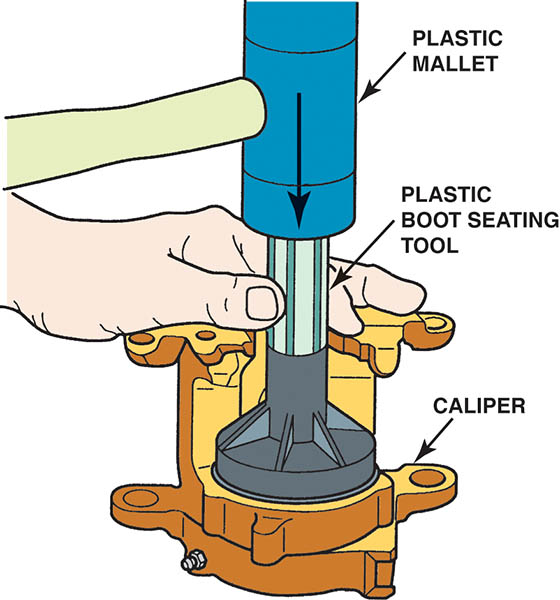 PLASTIC
MALLET
PLASTIC
BOOT SEATING
TOOL
CALIPER